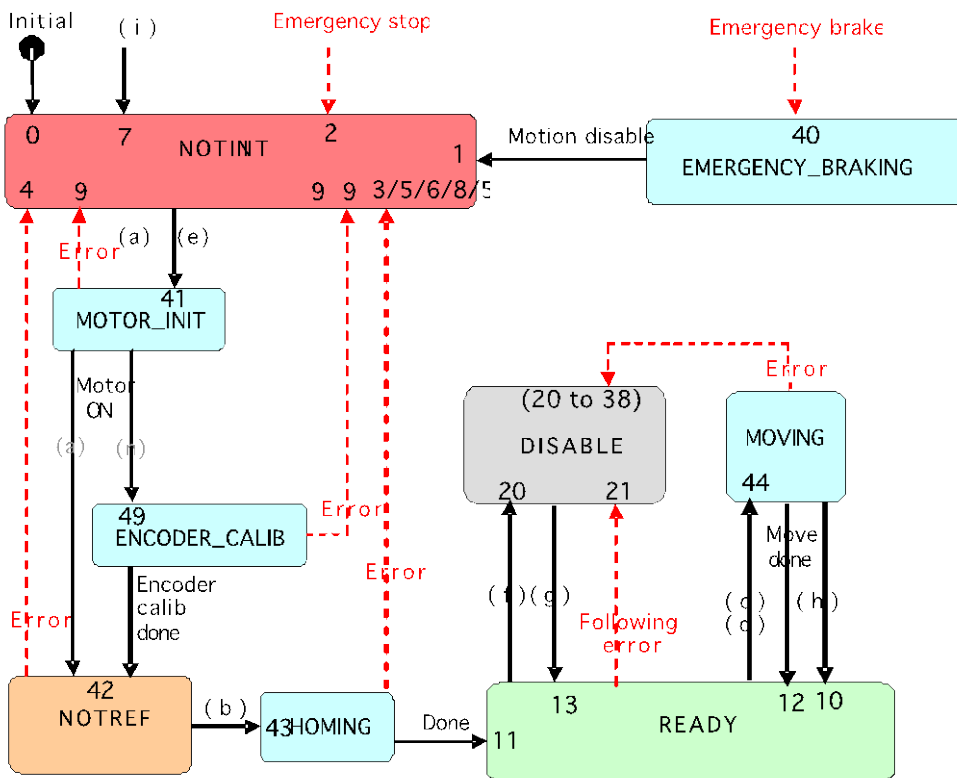 Initial
(i)
Emergency stop
Emergency brake
0
7
2
NOTINIT
1
Motion disable
40
EMERGENCY_BRAKING
4
9
9
9
3/5/6/8/5
Error
(a)
(e)
41
MOTOR_INIT
Motor
ON
(a)
(n)
Error
(20 to 38)
DISABLE
MOVING
20
21
44
49
ENCODER_CALIB
Error
Error
Move
done
Encoder
calib
done
Error
(f)
(g)
Following
error
(c)
(d)
(h)
42
NOTREF
(b)
43
HOMING
Done
11
13
READY
12
10